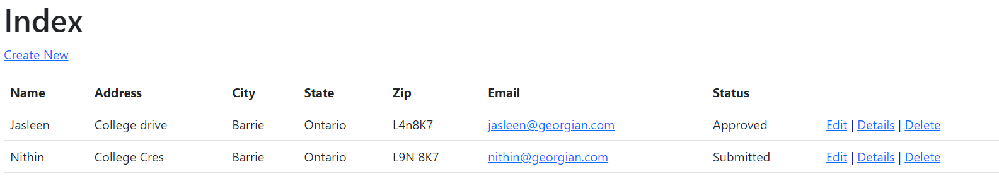 Index
Create New
Name Address City State Zip Email Status
Jasleen College drive Barrie Ontario L4n8K7 jasleen@georgian.com Approved Edit | Details | Delete
Nithin College Cres Barrie Ontario L9N 8K7 nithin@georgian.com Submitted Edit | Details | Delete